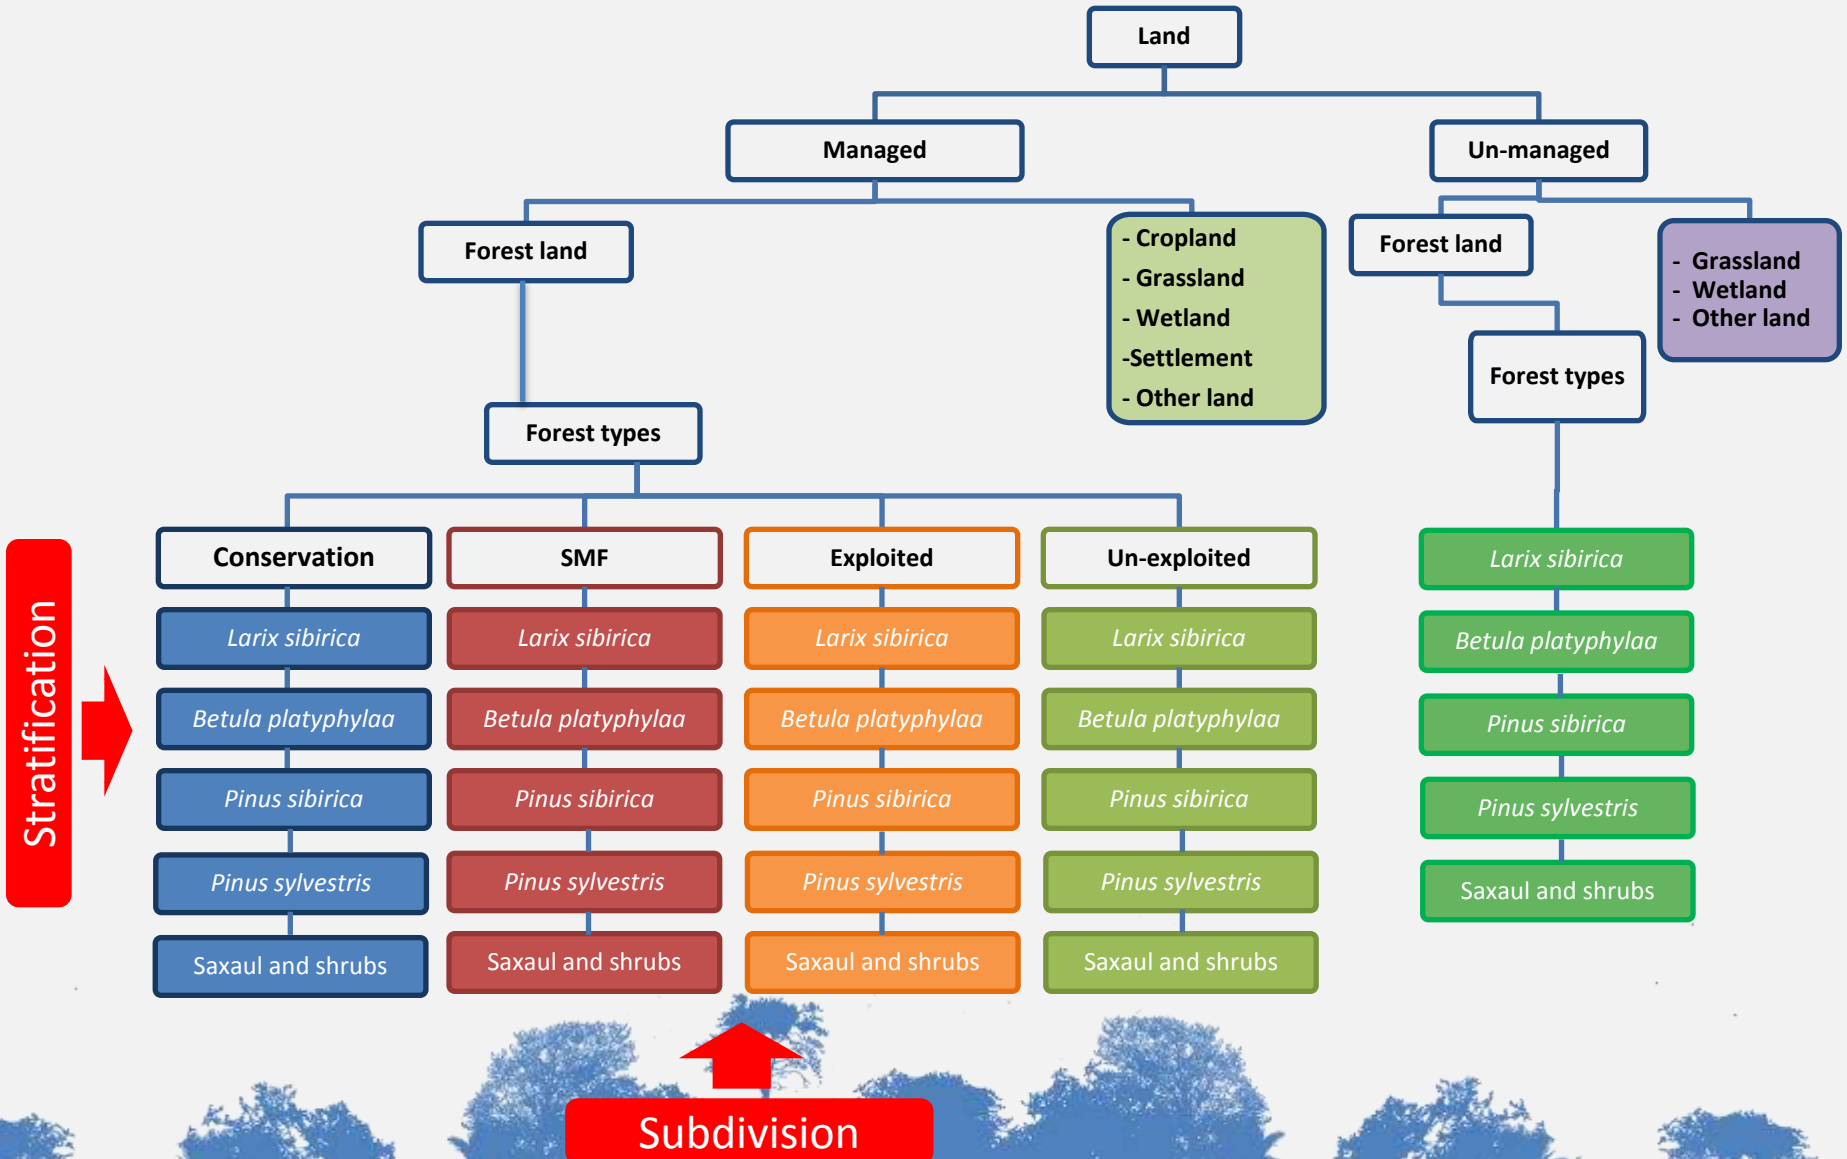 Land
Managed
Un-managed
Forest land
- Cropland
- Grassland
- Wetland
-Settlement
- Other land
Forest land
- Grassland
- Wetland
- Other land
Forest types
Forest types
Stratification
Conservation
Larix sibirica
Betula platyphylaa
Pinus sibirica
Pinus sylvestris
Saxaul and shrubs
SMF
Larix sibirica
Betula platyphylaa
Pinus sibirica
Pinus sylvestris
Saxaul and shrubs
Exploited
Larix sibirica
Betula platyphylaa
Pinus sibirica
Pinus sylvestris
Saxaul and shrubs
Un-exploited
Larix sibirica
Betula platyphylaa
Pinus sibirica
Pinus sylvestris
Saxaul and shrubs
Larix sibirica
Betula platyphylaa
Pinus sibirica
Pinus sylvestris
Saxaul and shrubs
Subdivision